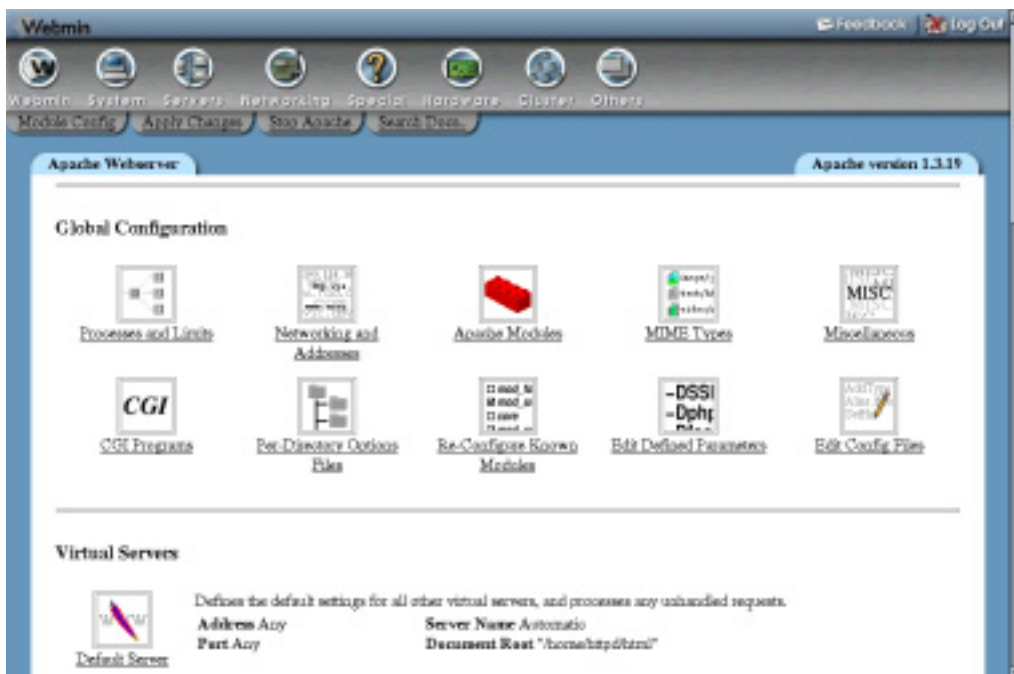 Webmin
Feedback Log Out
Webmin System Servers Networking Special Hardware Cluster Others
Module Config Apply Changes Stop Apache Search Docs..
Apache Webserver Apache version 1.3.19
Global Configuration
Processes and Limits
Networking and
Addresses
Apache Modules
MIME Types
MISC
Miscellaneous
CGI
CGI Programs
Per-Directory Options
Files
Re-Configure Known
Modules
-DSSL
-Dphp
Edit Defined Parameters
Edit Config Files
Virtual Servers
Defines the default settings for all other virtual servers, and processes any unhandled requests.
Address Any Server Name Automatic
Port Any Document Root "/home/httpd/html"
Default Server